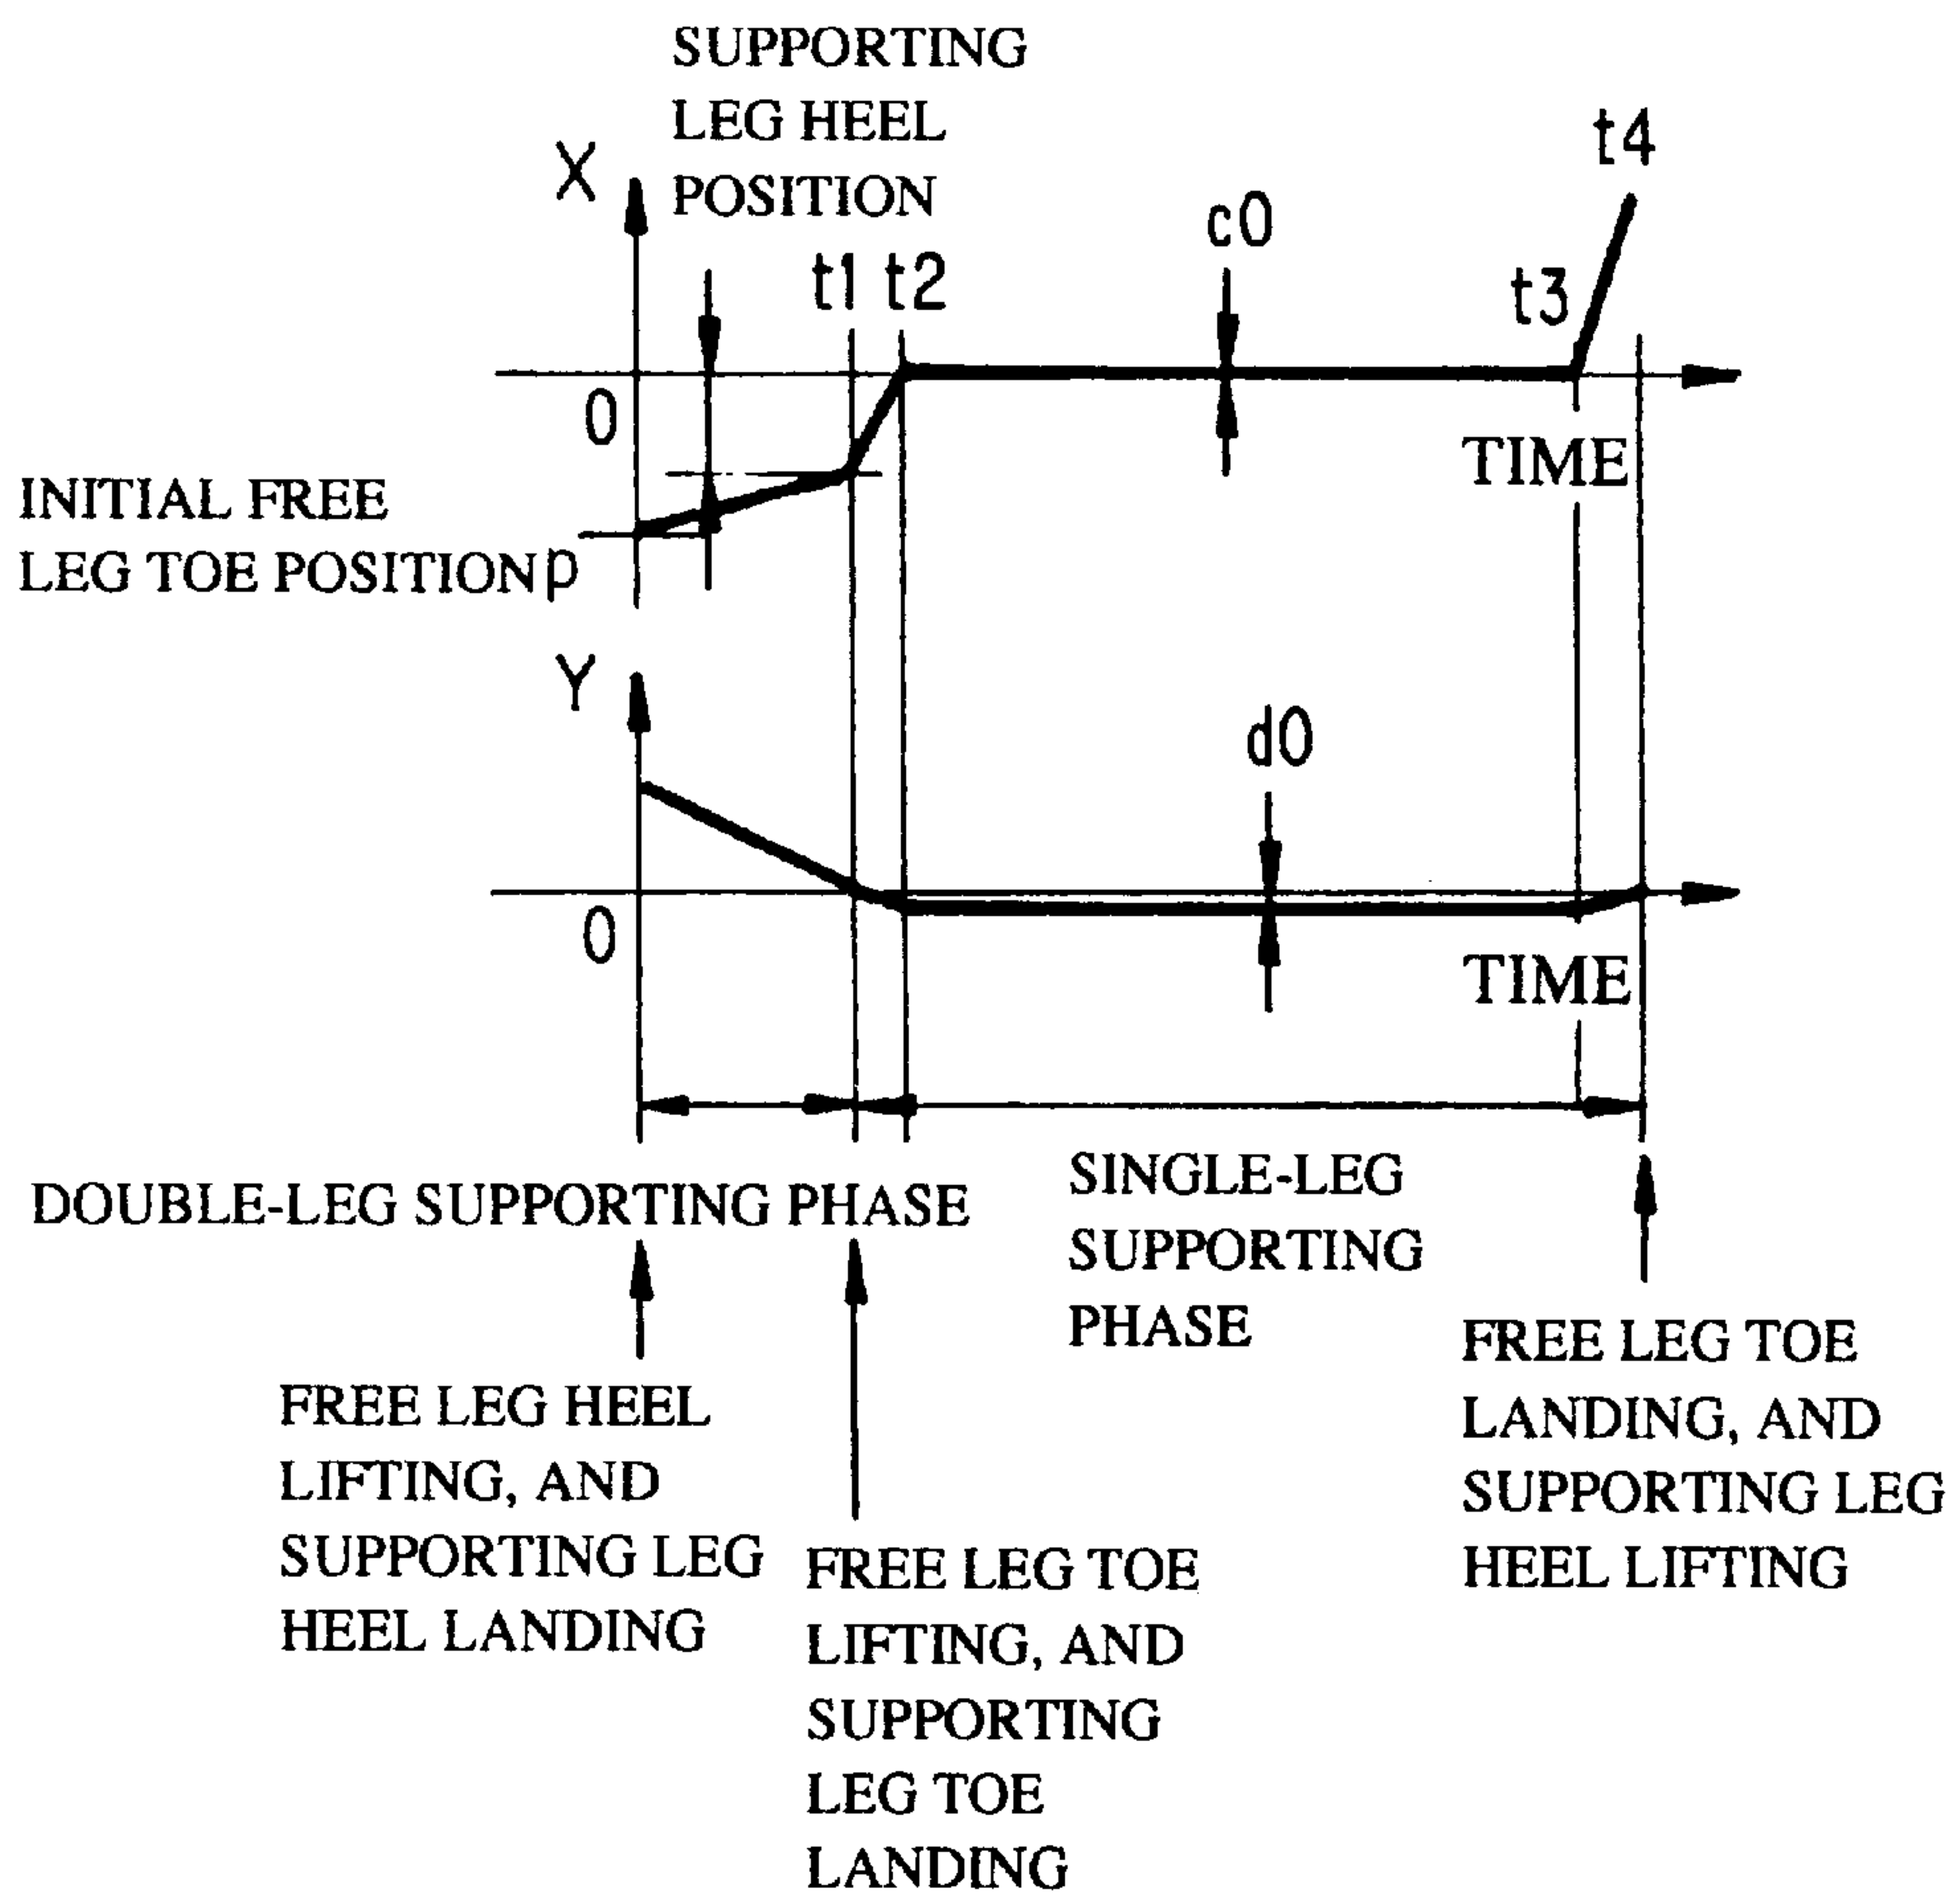 SUPPORTING
LEG HEEL
POSITION
X
t1 t2
c0
t3
t4
0
TIME
INITIAL FREE
LEG TOE POSITION p
Y
d0
0
TIME
DOUBLE-LEG SUPPORTING PHASE
SINGLE-LEG
SUPPORTING
PHASE
FREE LEG HEEL
LIFTING, AND
SUPPORTING LEG
HEEL LANDING
FREE LEG TOE
LIFTING, AND
SUPPORTING
LEG TOE
LANDING
FREE LEG TOE
LANDING, AND
SUPPORTING LEG
HEEL LIFTING